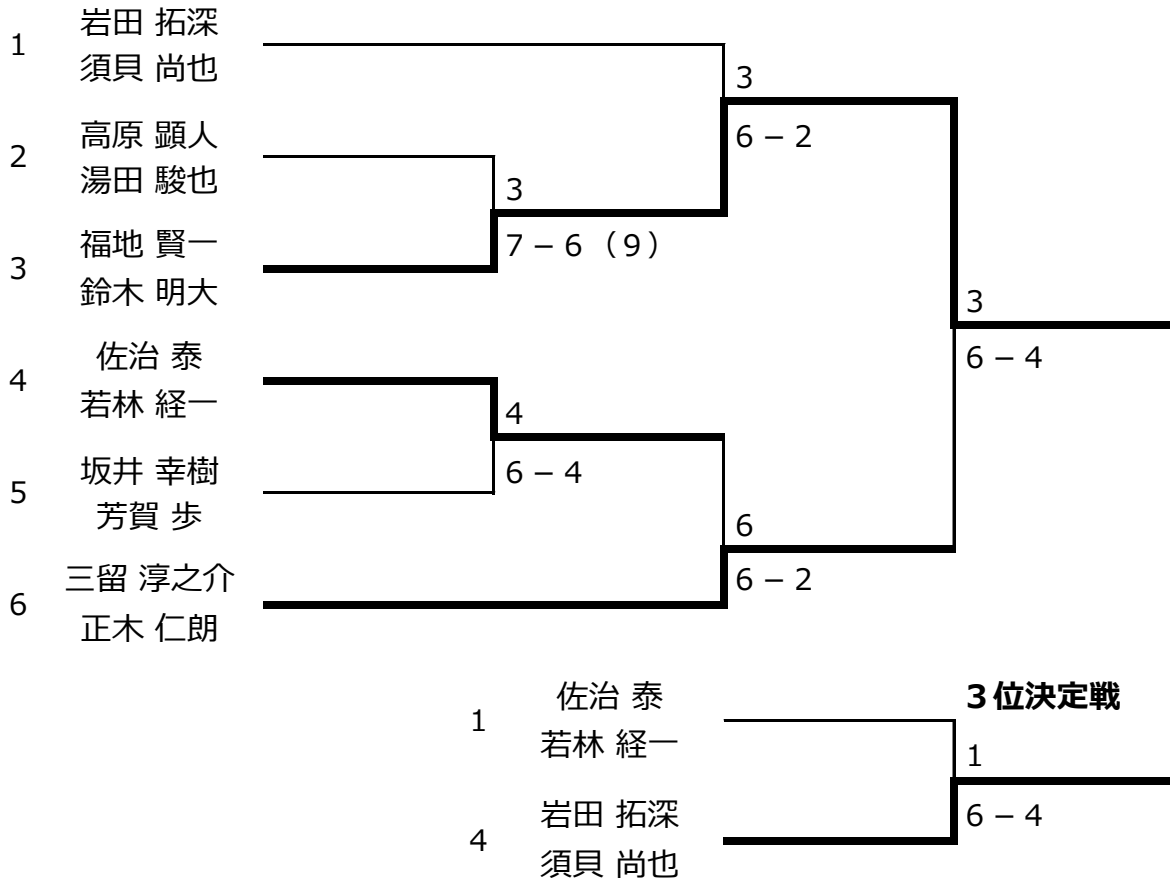 1
岩田 拓深
須貝 尚也
2
高原 顕人
湯田 駿也
3
福地 賢一
鈴木 明大
4
佐治 泰
若林 経一
5
坂井 幸樹
芳賀 歩
6
三留 淳之介
正木 仁朗
3
7－6（9）
4
6－4
3
6－2
6
6－2
3
6－4
3位決定戦
1
佐治 泰
若林 経一
4
岩田 拓深
須貝 尚也
1
6－4